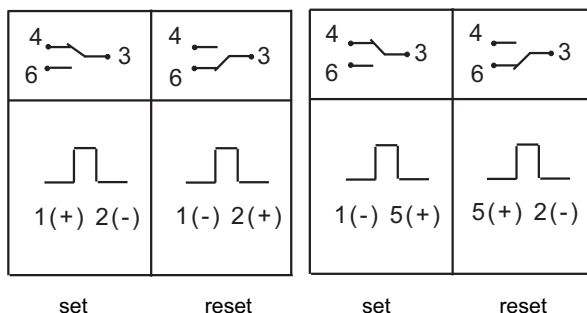 4 3 4 3 4 3 4 3
6 6 6 6
1(+) 2(-) 1(-) 2(+) 1(-) 5(+) 5(+) 2(-)
set reset set reset